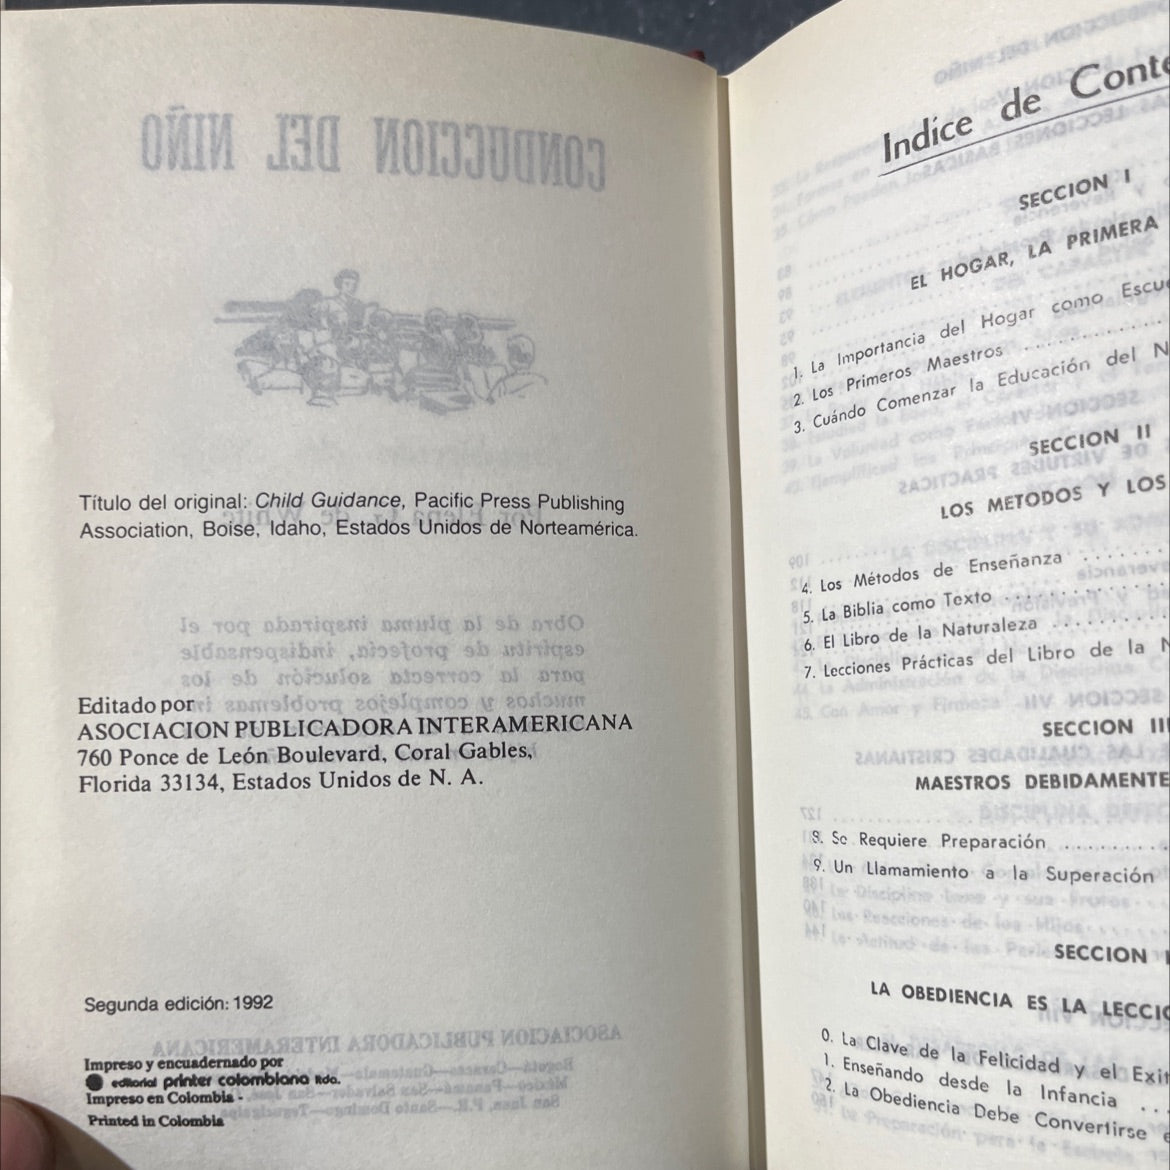 Título del original: Child Guidance, Pacific Press Publishing
Association, Boise, Idaho, Estados Unidos de Norteamérica.
Editado por
ASOCIACION PUBLICADORA INTERAMERICANA
760 Ponce de León Boulevard, Coral Gables,
Florida 33134, Estados Unidos de N. A.
Segunda edición: 1992
Impreso y encuadernado por
editorial printer colombiana ltda.
Impreso en Colombia -
Printed in Colombia
Indice de Conte
SECCION I
EL HOGAR, LA PRIMERA
1. La Importancia del Hogar como Escue
2. Los Primeros Maestros
3. Cuándo Comenzar la Educación del N
SECCION II
LOS METODOS Y LOS
4. Los Métodos de Enseñanza
5. La Biblia como Texto
6. El Libro de la Naturaleza
7. Lecciones Prácticas del Libro de la N
SECCION III
MAESTROS DEBIDAMENTE
8. Se Requiere Preparación
9. Un Llamamiento a la Superación
SECCION
LA OBEDIENCIA ES LA LECCIO
0. La Clave de la Felicidad y el Exit
1. Enseñando desde la Infancia
2. La Obediencia Debe Convertirse e